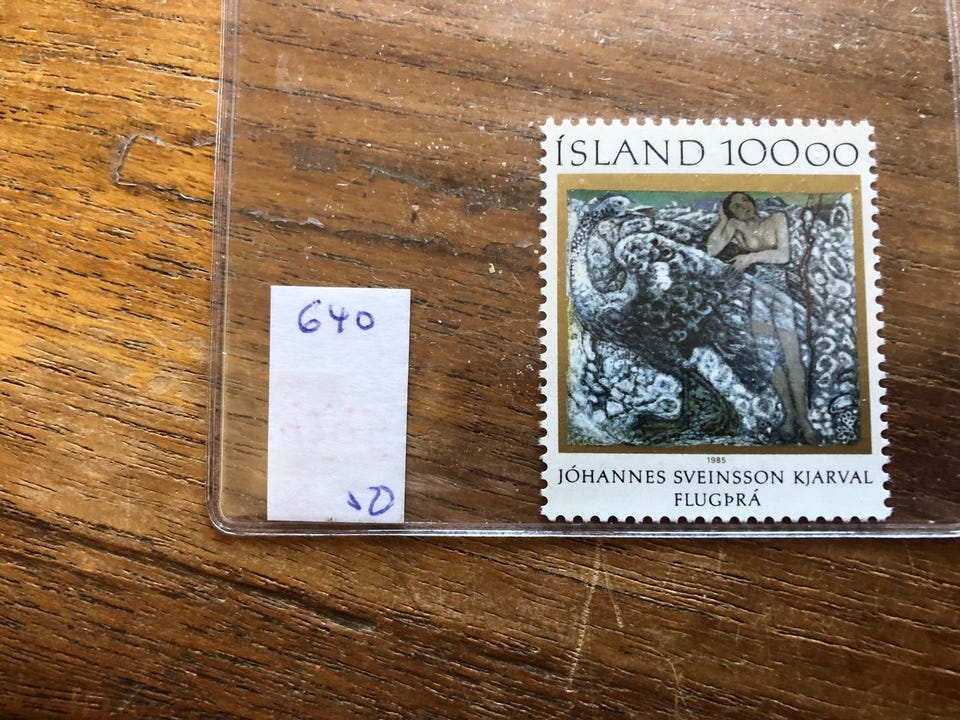 640
ÍSLAND 10000
1985
JÓHANNES SVEINSSON KJARVAL
FLUGÞRÁ